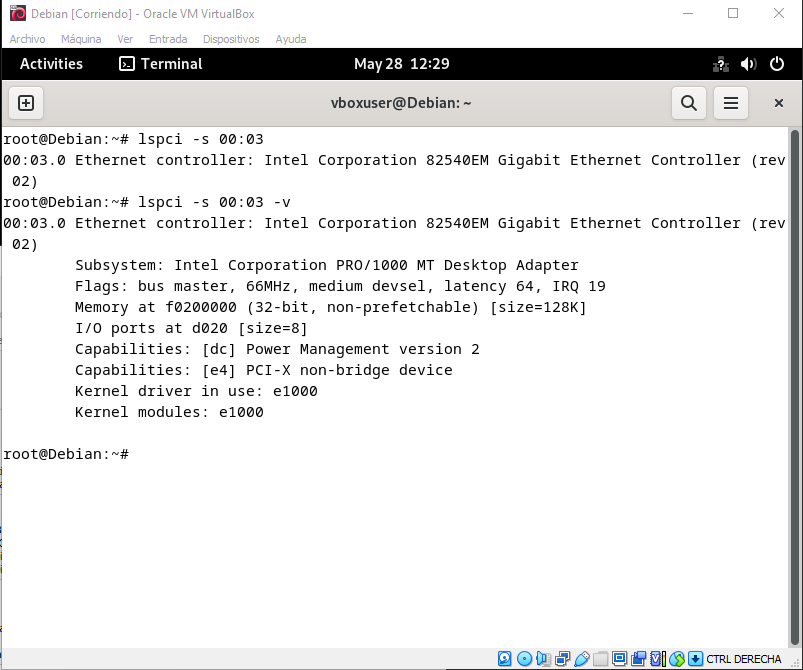 Debian [Corriendo] - Oracle VM VirtualBox
Archivo Máquina Ver Entrada Dispositivos Ayuda
Activities Terminal May 28 12:29
vboxuser@Debian: ~
root@Debian:~# lspci -s 00:03
00:03.0 Ethernet controller: Intel Corporation 82540EM Gigabit Ethernet Controller (rev
02)
root@Debian:~# lspci -s 00:03 -v
00:03.0 Ethernet controller: Intel Corporation 82540EM Gigabit Ethernet Controller (rev
02)
Subsystem: Intel Corporation PRO/1000 MT Desktop Adapter
Flags: bus master, 66MHz, medium devsel, latency 64, IRQ 19
Memory at f0200000 (32-bit, non-prefetchable) [size=128K]
I/O ports at d020 [size=8]
Capabilities: [dc] Power Management version 2
Capabilities: [e4] PCI-X non-bridge device
Kernel driver in use: e1000
Kernel modules: e1000
root@Debian:~#
CTRL DERECHA